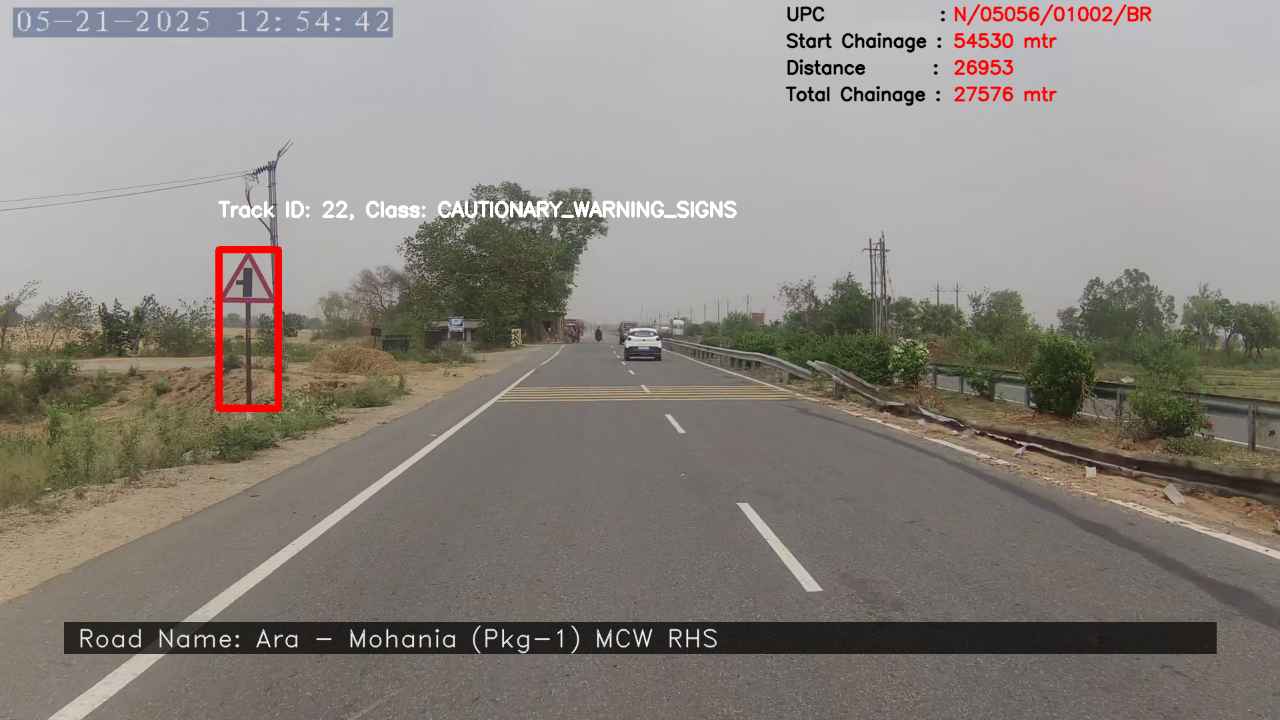 05-21-2025 12:54:42
UPC : N/05056/01002/BR
Start Chainage : 54530 mtr
Distance : 26953
Total Chainage : 27576 mtr
Track ID: 22, Class: CAUTIONARY_WARNING_SIGNS
Road Name: Ara - Mohania (Pkg-1) MCW RHS